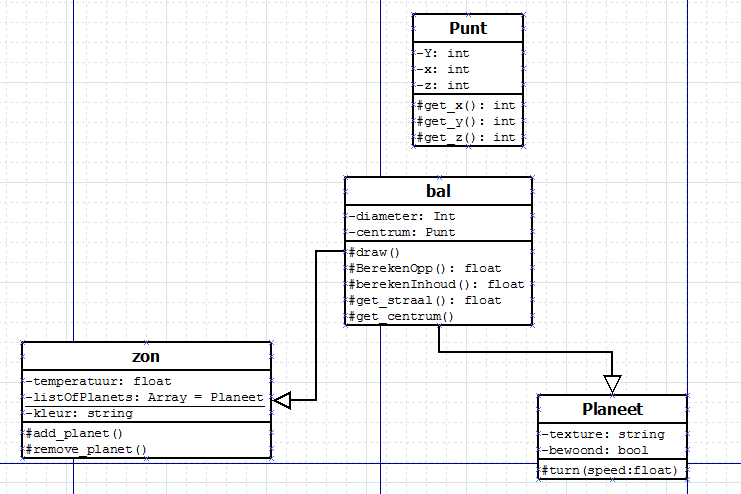 Punt
-Y: int
-x: int
-z: int
#get_x(): int
#get_y(): int
#get_z(): int
bal
-diameter: Int
-centrum: Punt
#draw()
#BerekenOpp(): float
#berekenInhoud(): float
#get_straal(): float
#get_centrum()
zon
-temperatuur: float
-listOfPlanets: Array = Planeet
-kleur: string
#add_planet()
#remove_planet()
Planeet
-texture: string
-bewoond: bool
#turn(speed:float)